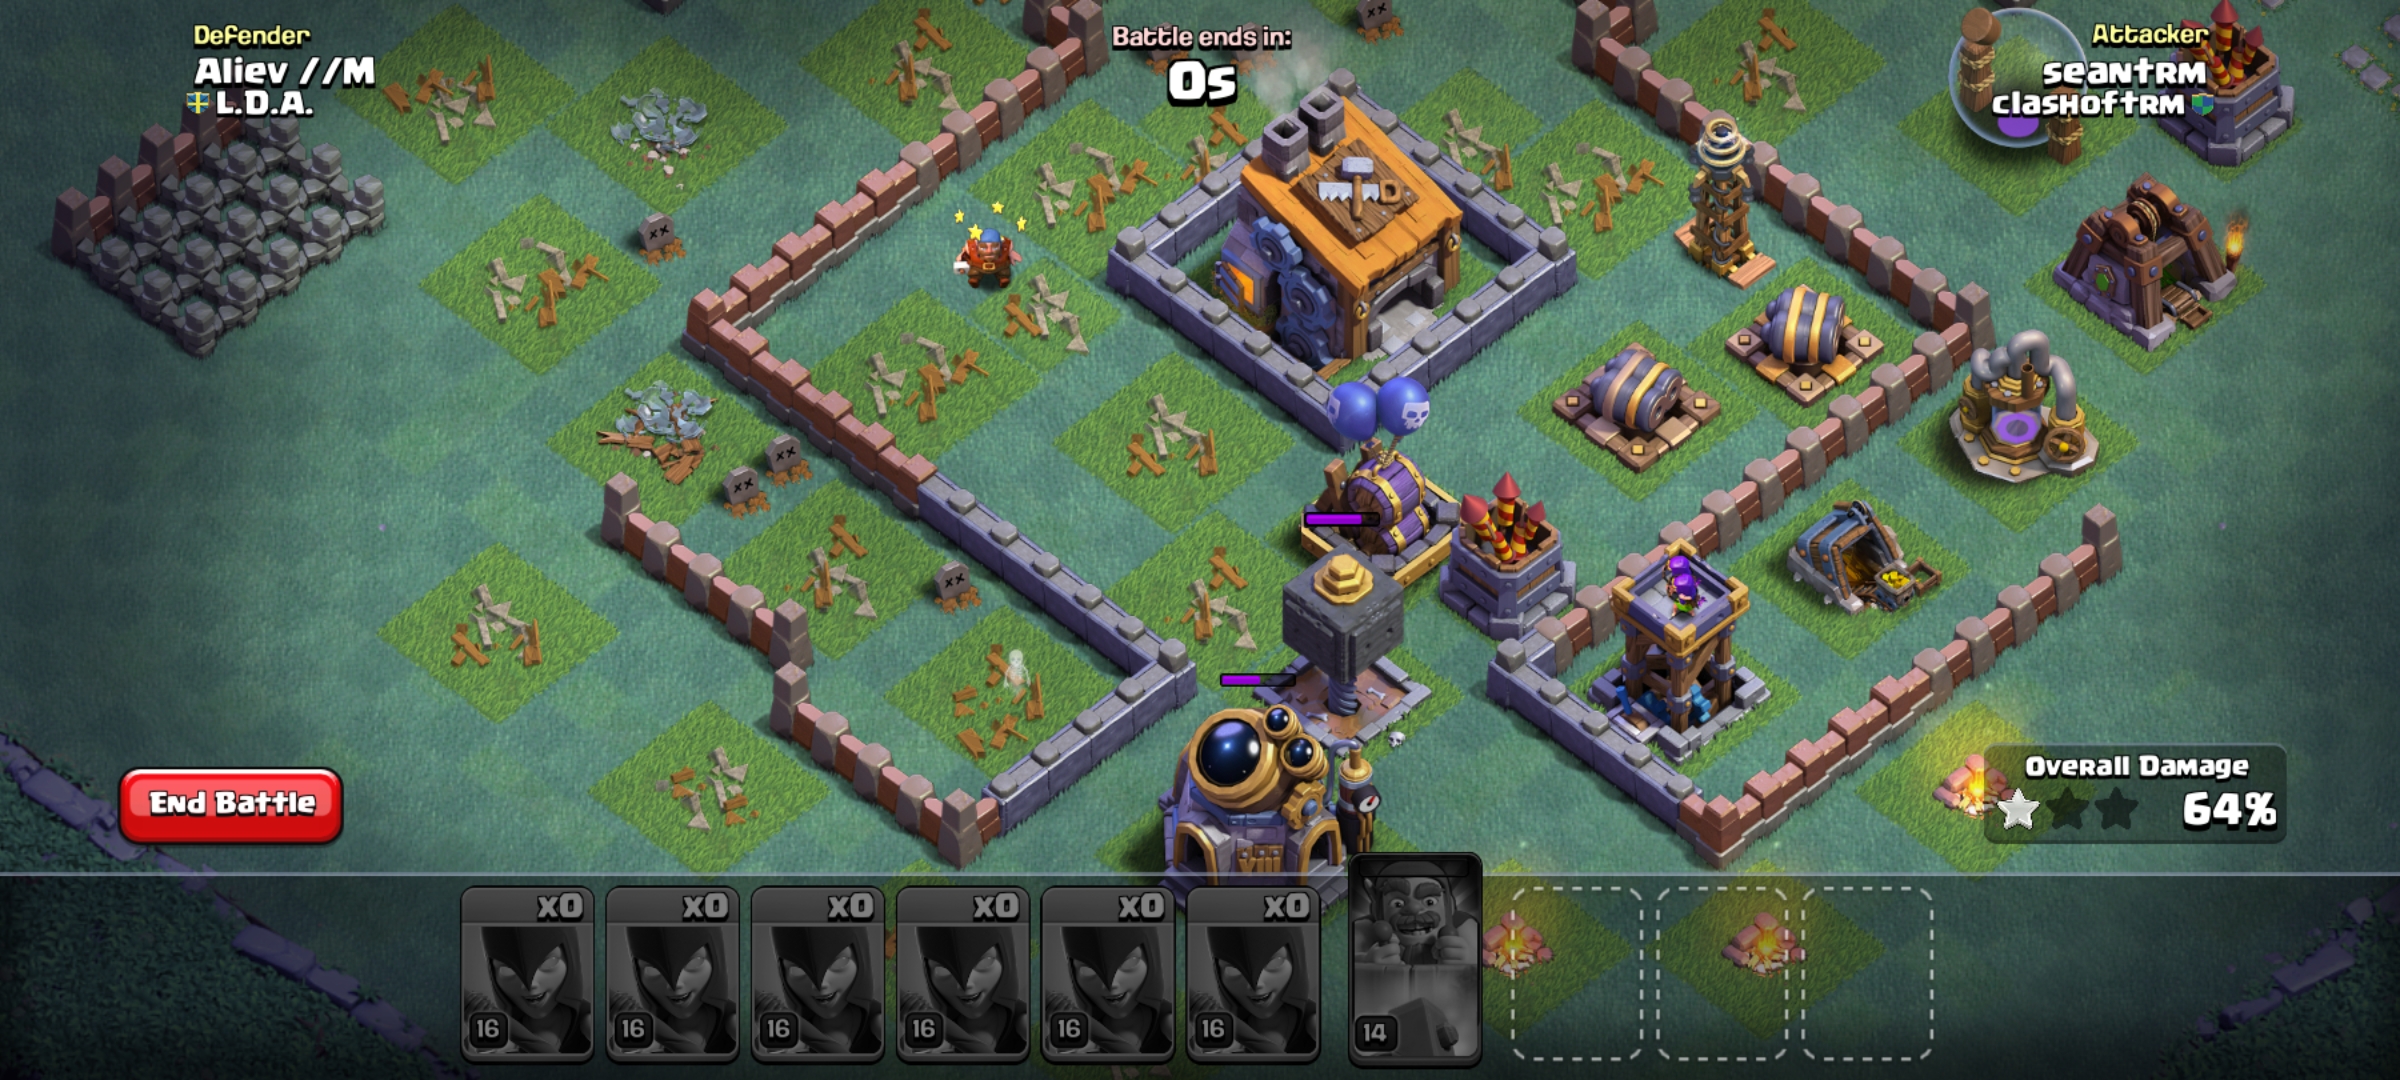 Defender
Aliev //M
L.D.A.
Battle ends in:
0s
Attacker
seantRM
clashoftRM
End Battle
Overall Damage
64%
x0
x0
x0
x0
x0
x0
16
16
16
16
16
16
14